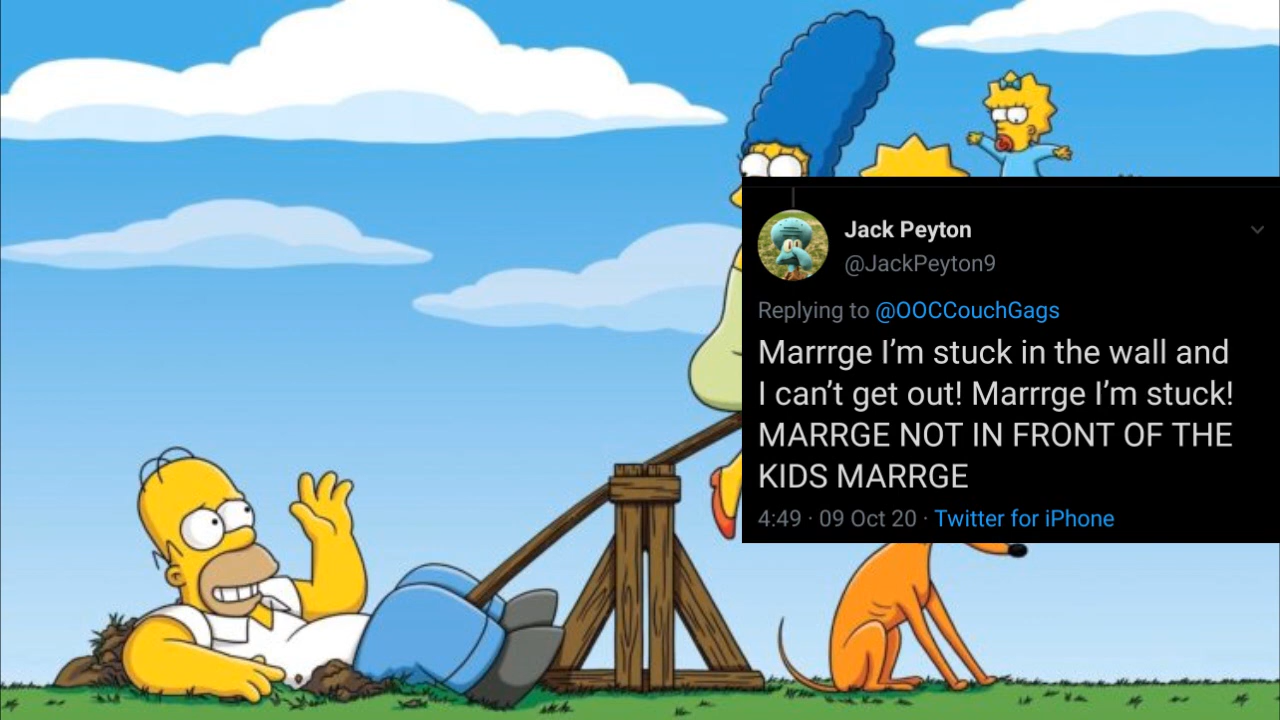 Jack Peyton
@JackPeyton9
Replying to @OOCCouchGags
Marrrge I’m stuck in the wall and
I can’t get out! Marrrge I’m stuck!
MARRGE NOT IN FRONT OF THE
KIDS MARRGE
4:49 · 09 Oct 20 · Twitter for iPhone